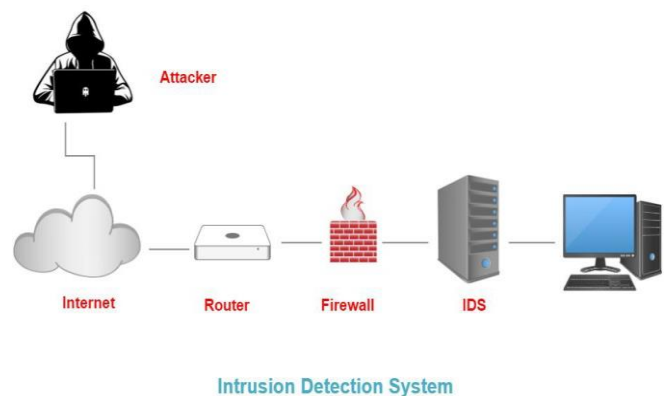 Attacker
Internet
Router
Firewall
IDS
Intrusion Detection System